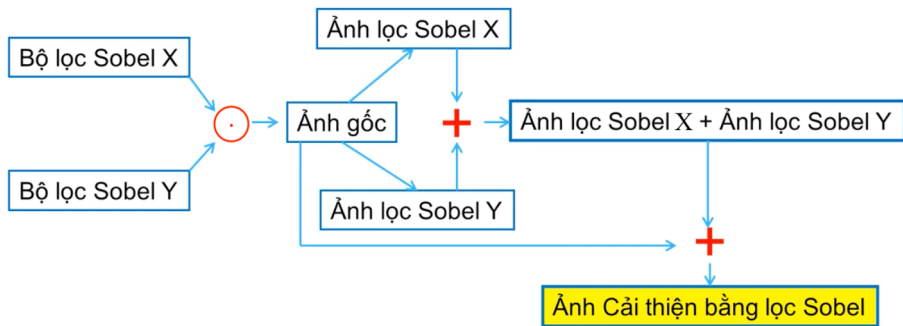 Ảnh lọc Sobel X
Bộ lọc Sobel X
Ảnh gốc
+
Ảnh lọc Sobel X + Ảnh lọc Sobel Y
Bộ lọc Sobel Y
Ảnh lọc Sobel Y
+
Ảnh Cải thiện bằng lọc Sobel